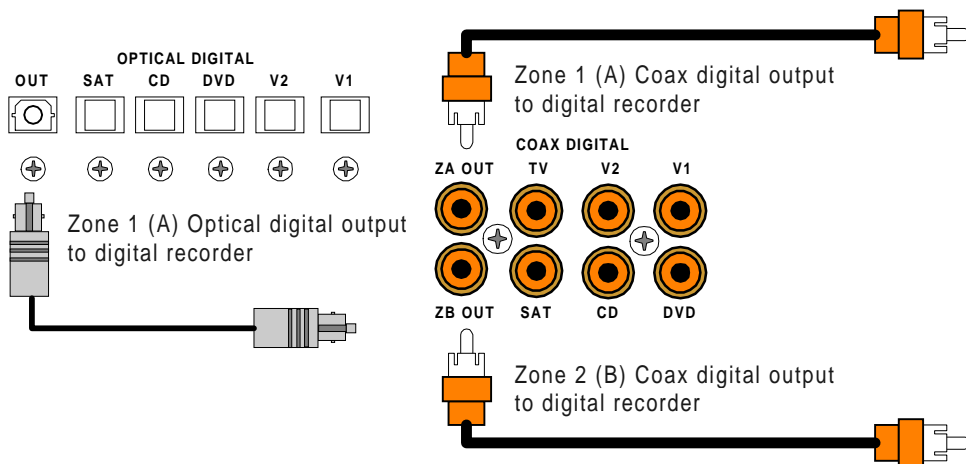 OPTICAL DIGITAL
OUT SAT CD DVD V2 V1
Zone 1 (A) Optical digital output
to digital recorder
Zone 1 (A) Coax digital output
to digital recorder
COAX DIGITAL
ZA OUT TV V2 V1
ZB OUT SAT CD DVD
Zone 2 (B) Coax digital output
to digital recorder